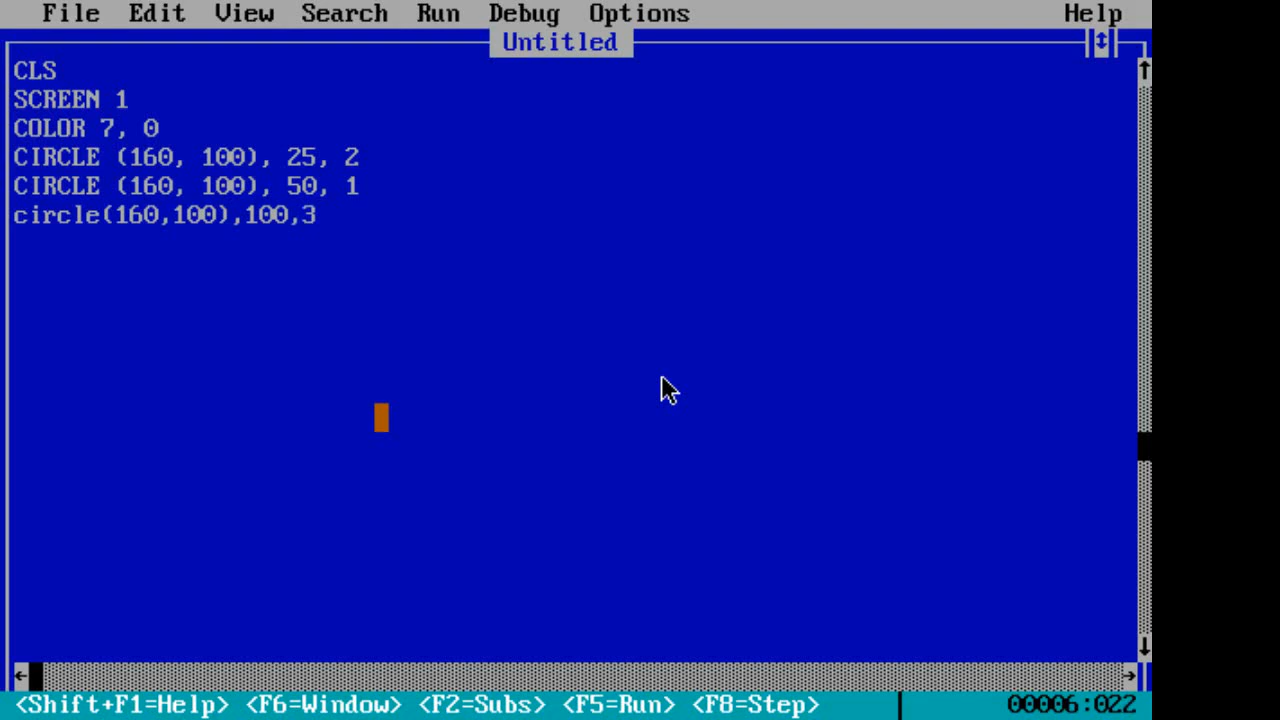 File Edit View Search Run Debug Options Help
Untitled
CLS
SCREEN 1
COLOR 7, 0
CIRCLE (160, 100), 25, 2
CIRCLE (160, 100), 50, 1
circle(160,100),100,3
<Shift+F1=Help> <F6=Window> <F2=Subs> <F5=Run> <F8=Step> 00006:022